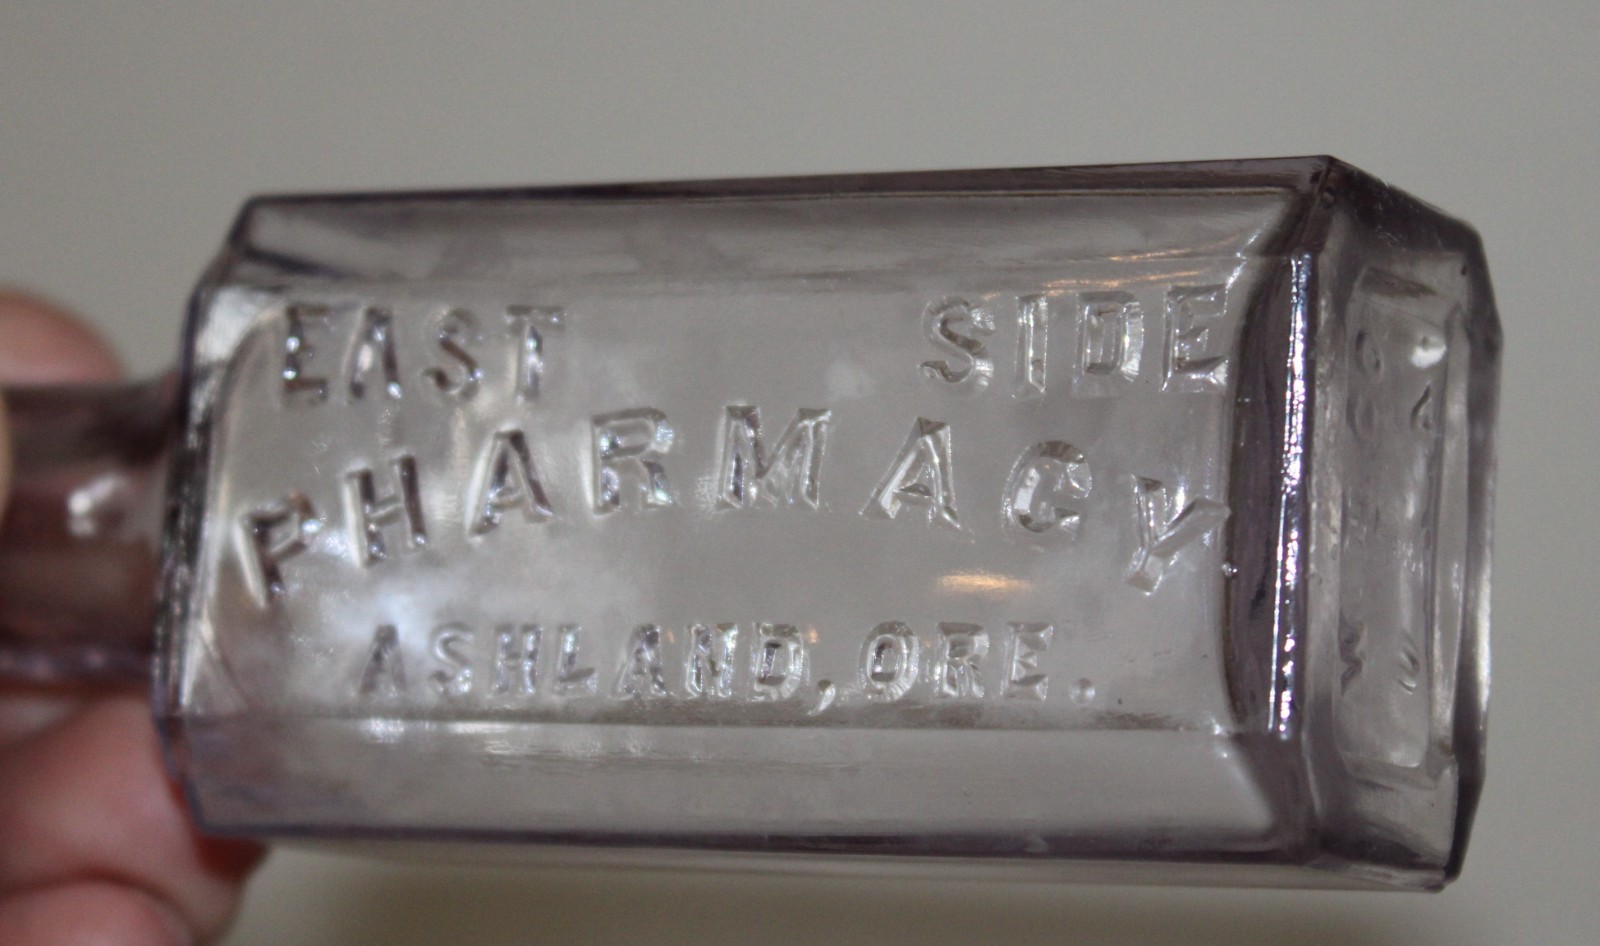 EAST SIDE
PHARMACY
ASHLAND, ORE.